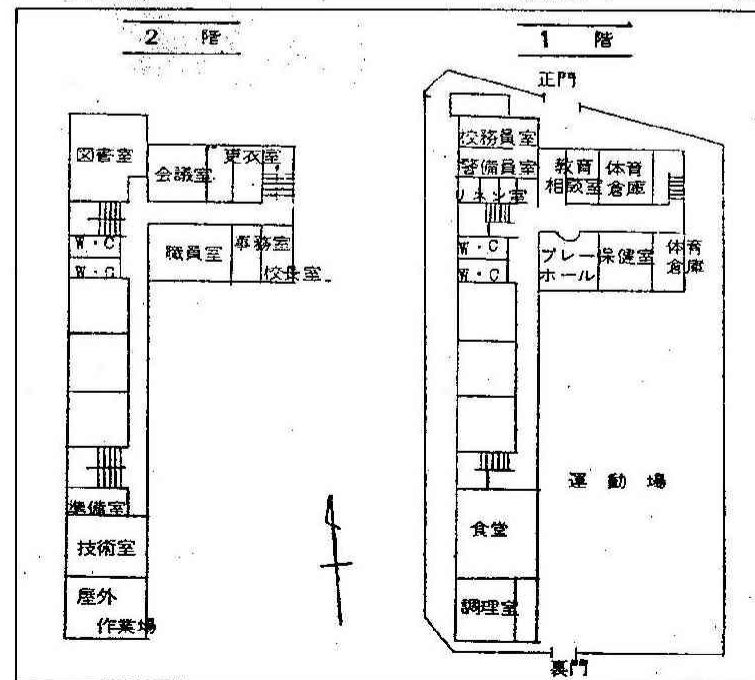 2 階
図書室
会議室
更衣室
W・C
W・C
職員室
事務室
校長室
準備室
技術室
屋外
作業場
1 階
正門
校務員室
警備員室
リネン室
教育
相談室
体育
倉庫
W・C
W・C
プレー
ホール
保健室
体育
倉庫
運動場
食堂
調理室
裏門